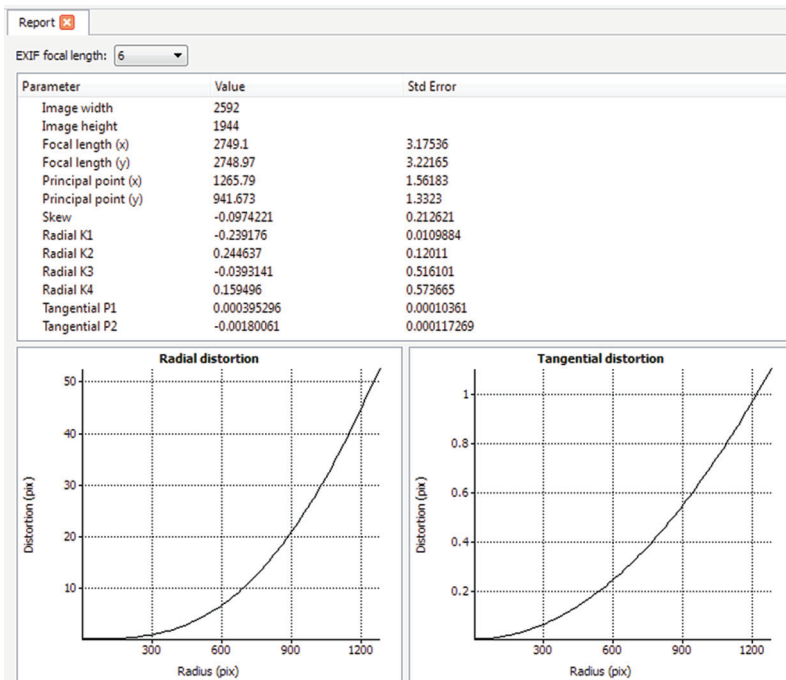 Report
EXIF focal length: 6
Parameter Value Std Error
Image width 2592
Image height 1944
Focal length (x) 2749.1 3.17536
Focal length (y) 2748.97 3.22165
Principal point (x) 1265.79 1.56183
Principal point (y) 941.673 1.3323
Skew -0.0974221 0.212621
Radial K1 -0.239176 0.0109884
Radial K2 0.244637 0.12011
Radial K3 -0.0393141 0.516101
Radial K4 0.159496 0.573665
Tangential P1 0.000395296 0.00010361
Tangential P2 -0.00180061 0.000117269
Radial distortion
50
40
30
20
10
Distortion (pix)
300 600 900 1200
Radius (pix)
Tangential distortion
1
0.8
0.6
0.4
0.2
Distortion (pix)
300 600 900 1200
Radius (pix)